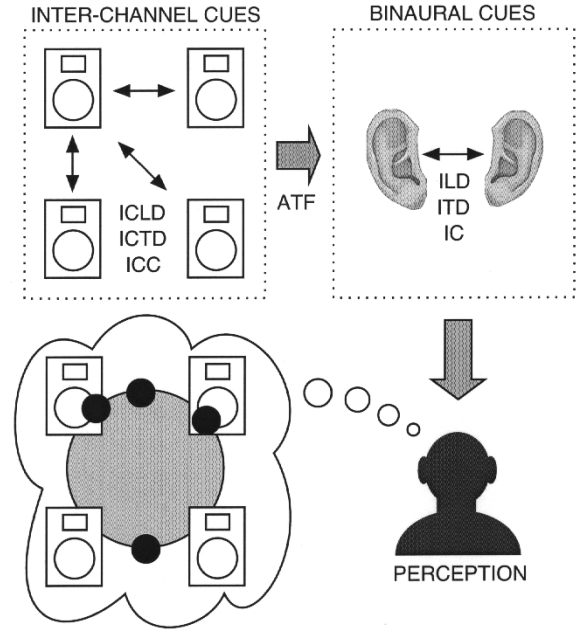 INTER-CHANNEL CUES
BINAURAL CUES
ICLD
ICTD
ICC
ATF
ILD
ITD
IC
PERCEPTION